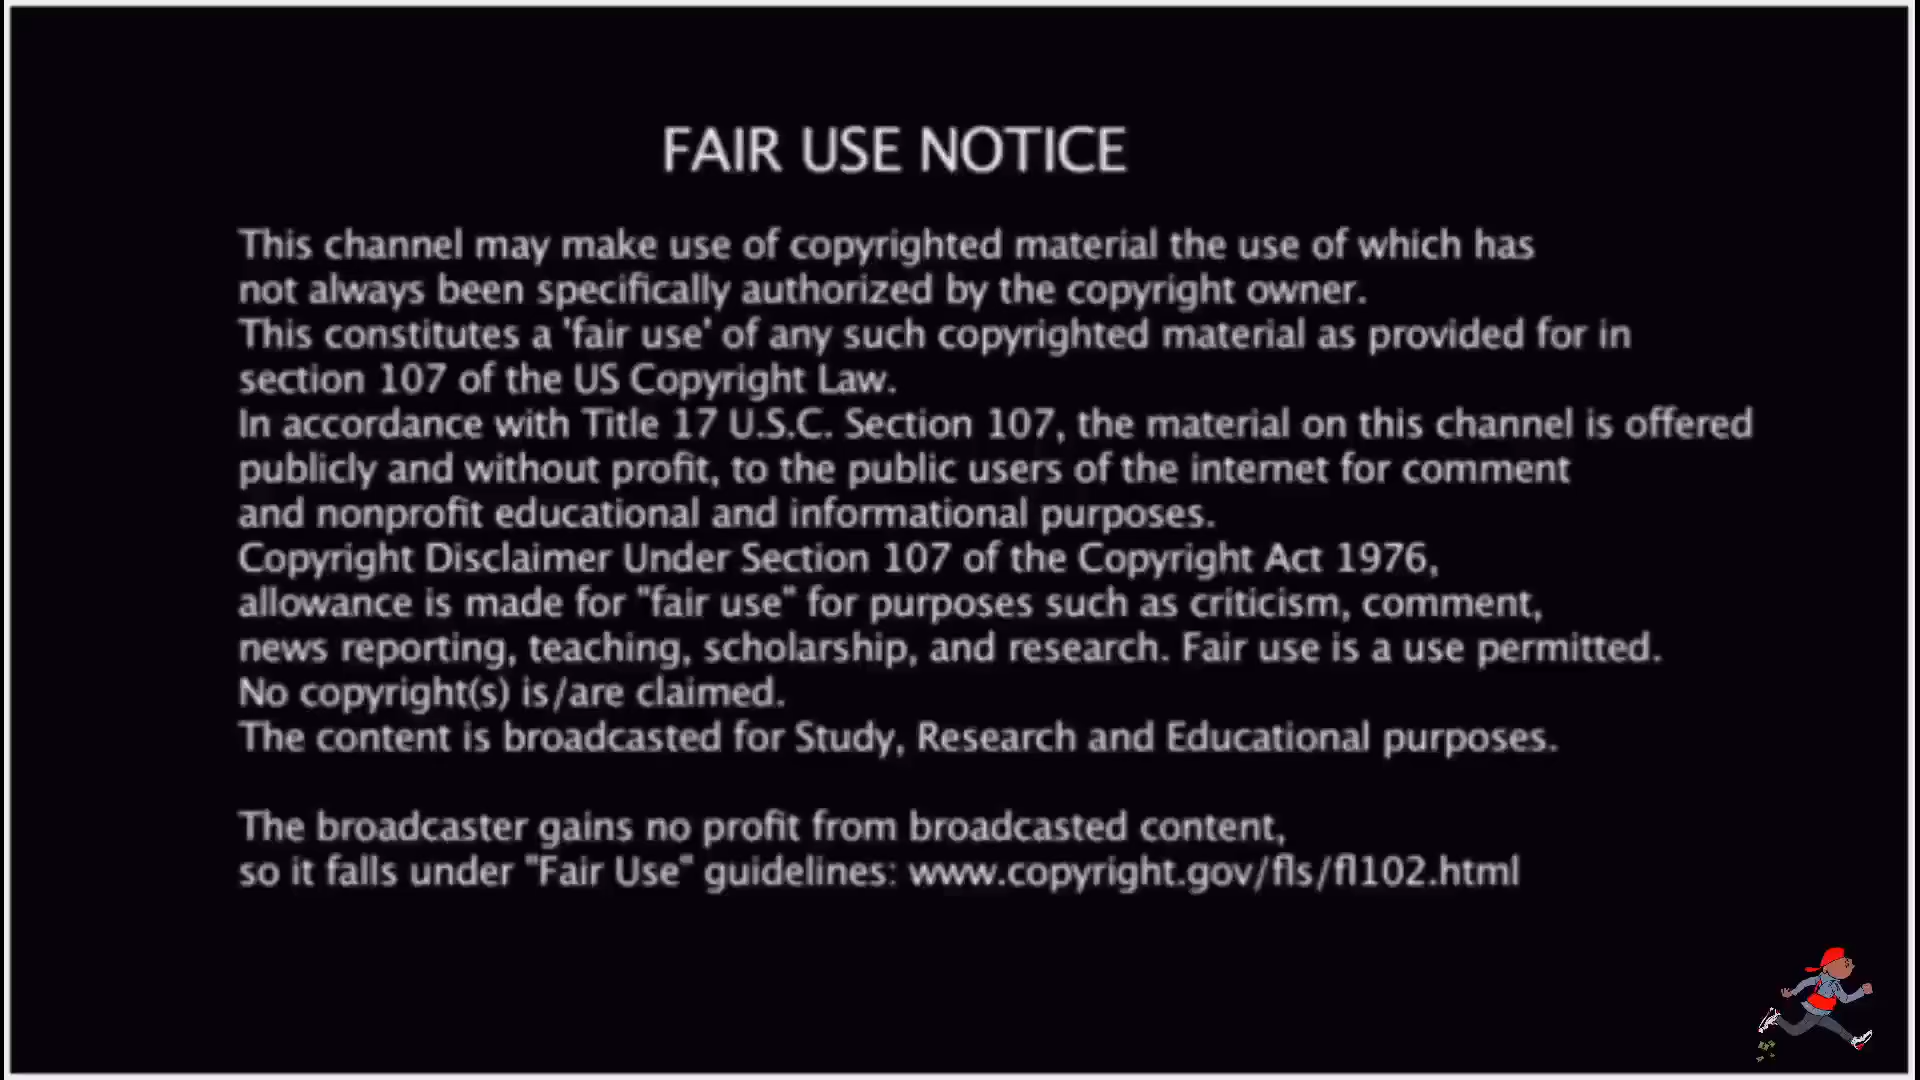 FAIR USE NOTICE
This channel may make use of copyrighted material the use of which has
not always been specifically authorized by the copyright owner.
This constitutes a 'fair use' of any such copyrighted material as provided for in
section 107 of the US Copyright Law.
In accordance with Title 17 U.S.C. Section 107, the material on this channel is offered
publicly and without profit, to the public users of the internet for comment
and nonprofit educational and informational purposes.
Copyright Disclaimer Under Section 107 of the Copyright Act 1976,
allowance is made for "fair use" for purposes such as criticism, comment,
news reporting, teaching, scholarship, and research. Fair use is a use permitted.
No copyright(s) is/are claimed.
The content is broadcasted for Study, Research and Educational purposes.
The broadcaster gains no profit from broadcasted content,
so it falls under "Fair Use" guidelines: www.copyright.gov/fls/fl102.html